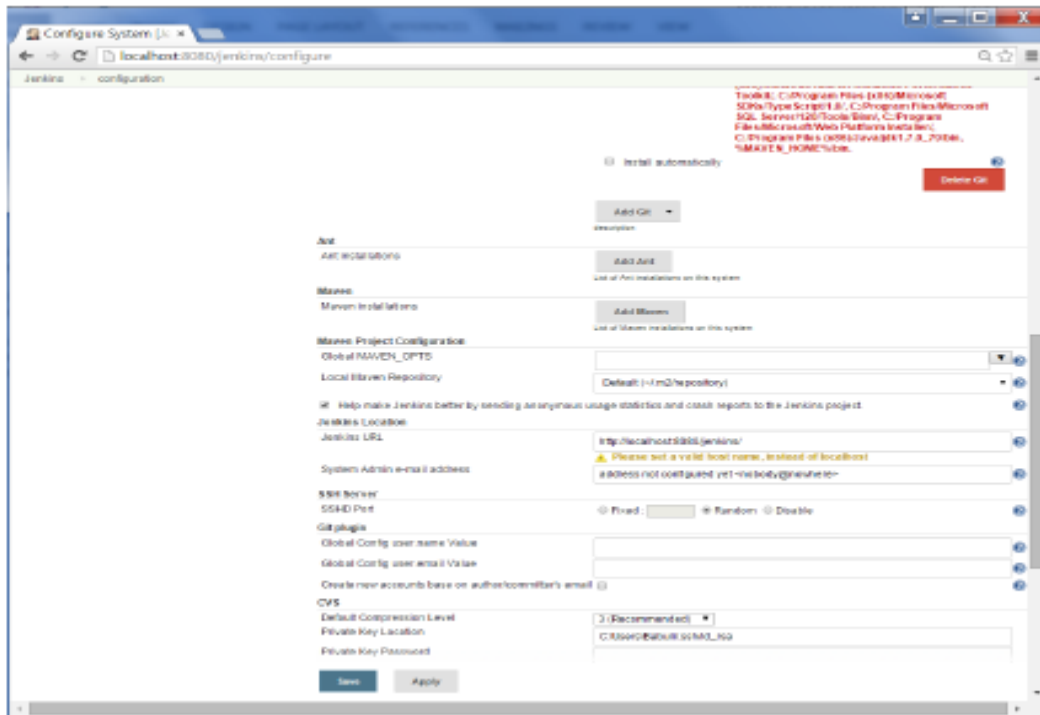 Configure System [Je
localhost:8080/jenkins/configure
Jenkins
configuration
Toolkit/, C:/Program Files (x86)/Microsoft
SDKs/TypeScript/1.0/, C:/Program Files/Microsoft
SQL Server/120/Tools/Binn/, C:/Program
Files/Microsoft/Web Platform Installer/,
C:/Program Files (x86)/Java/jdk1.7.0_79/bin,
%MAVEN_HOME%/bin,
Install automatically
Delete Git
Add Git
description
Ant
Ant installations
Add Ant
List of Ant installations on this system
Maven
Maven installations
Add Maven
List of Maven installations on this system
Maven Project Configuration
Global MAVEN_OPTS
Local Maven Repository
Default (~/.m2/repository)
Help make Jenkins better by sending anonymous usage statistics and crash reports to the Jenkins project.
Jenkins Location
Jenkins URL
http://localhost:8080/jenkins/
Please set a valid host name, instead of localhost
System Admin e-mail address
address not configured yet <nobody@nowhere>
SSH Server
SSHD Port
Fixed : Random Disable
Git plugin
Global Config user.name Value
Global Config user.email Value
Create new accounts base on author/committer's email
CVS
Default Compression Level
3 (Recommended)
Private Key Location
Private Key Password
Save
Apply